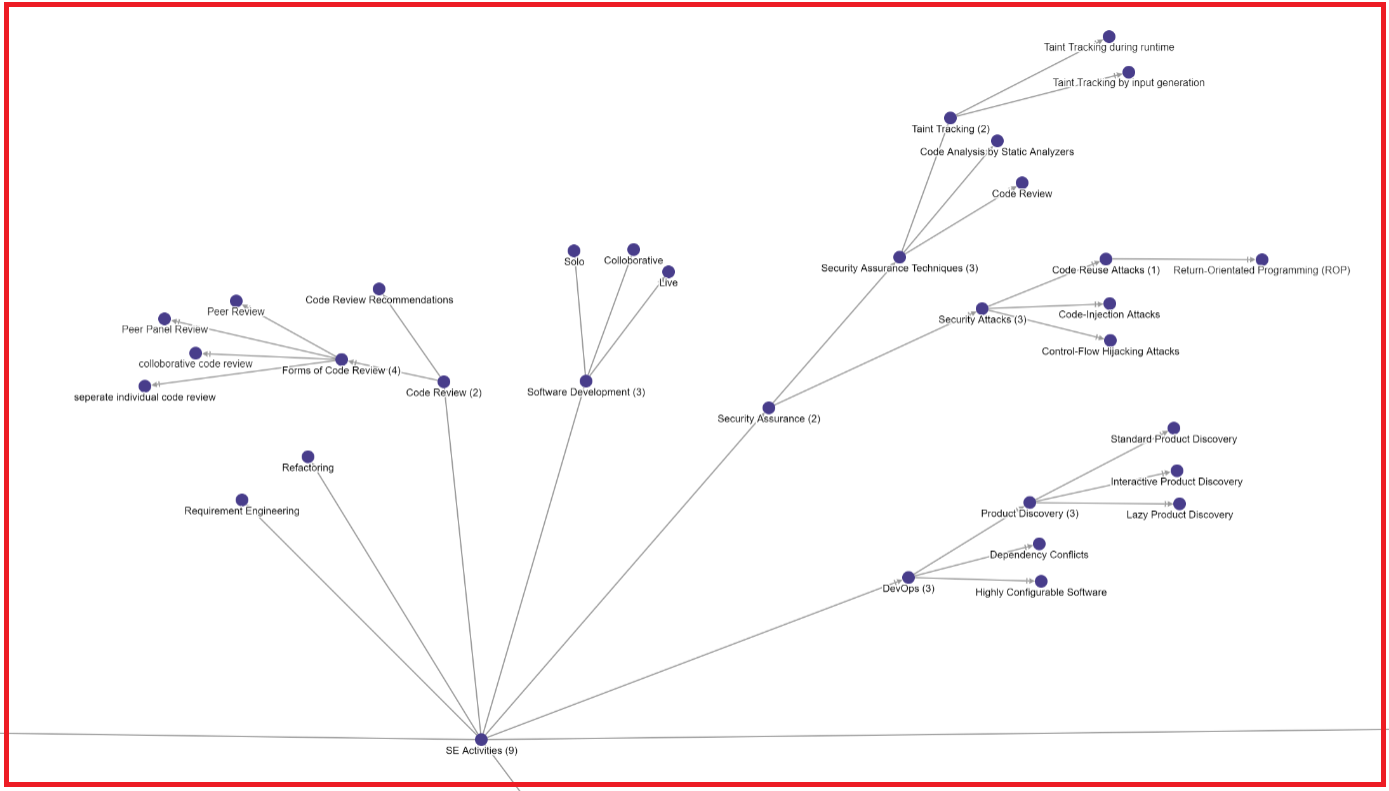 Taint Tracking during runtime
Taint Tracking by input generation
Taint Tracking (2)
Code Analysis by Static Analyzers
Code Review
Solo
Colloborative
Live
Security Assurance Techniques (3)
Code Reuse Attacks (1)
Return-Orientated Programming (ROP)
Code Review Recommendations
Peer Review
Peer Panel Review
Security Attacks (3)
Code-Injection Attacks
Control-Flow Hijacking Attacks
colloborative code review
Forms of Code Review (4)
seperate individual code review
Code Review (2)
Software Development (3)
Security Assurance (2)
Standard Product Discovery
Refactoring
Interactive Product Discovery
Requirement Engineering
Product Discovery (3)
Lazy Product Discovery
Dependency Conflicts
DevOps (3)
Highly Configurable Software
SE Activities (9)